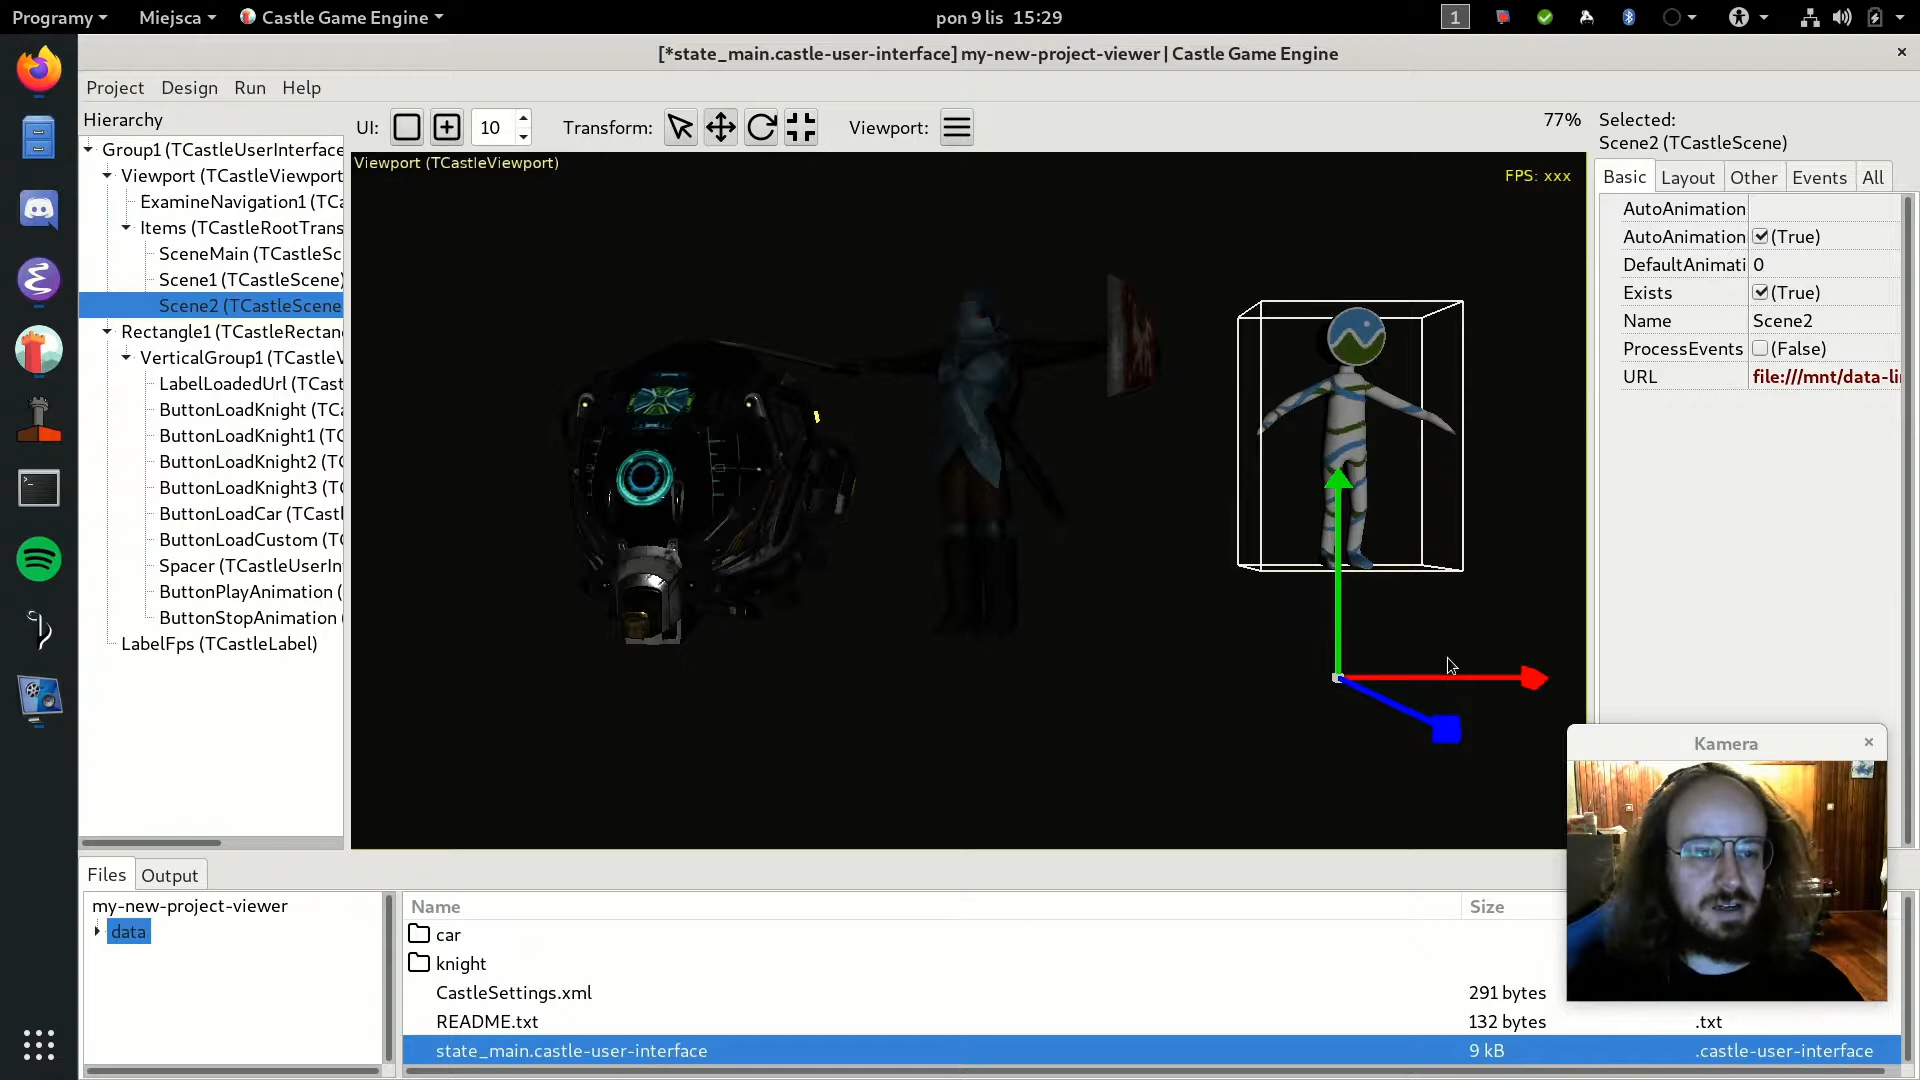 Programy
Miejsca
Castle Game Engine
pon 9 lis 15:29
1
[*state_main.castle-user-interface] my-new-project-viewer | Castle Game Engine
Project Design Run Help
Hierarchy
UI:
10
Transform:
Viewport:
77%
Selected:
Scene2 (TCastleScene)
Group1 (TCastleUserInterface
Viewport (TCastleViewport
ExamineNavigation1 (TCa
Items (TCastleRootTrans
SceneMain (TCastleSc
Scene1 (TCastleScene)
Scene2 (TCastleScene
Rectangle1 (TCastleRectan
VerticalGroup1 (TCastleV
LabelLoadedUrl (TCast
ButtonLoadKnight (TCa
ButtonLoadKnight1 (TC
ButtonLoadKnight2 (TC
ButtonLoadKnight3 (TC
ButtonLoadCar (TCastl
ButtonLoadCustom (TC
Spacer (TCastleUserIn
ButtonPlayAnimation (
ButtonStopAnimation (
LabelFps (TCastleLabel)
Viewport (TCastleViewport)
FPS: xxx
Basic Layout Other Events All
AutoAnimation
AutoAnimation (True)
DefaultAnimati 0
Exists (True)
Name Scene2
ProcessEvents (False)
URL file:///mnt/data-li
Kamera
Files Output
my-new-project-viewer
data
Name Size
car
knight
CastleSettings.xml 291 bytes
README.txt 132 bytes .txt
state_main.castle-user-interface 9 kB .castle-user-interface